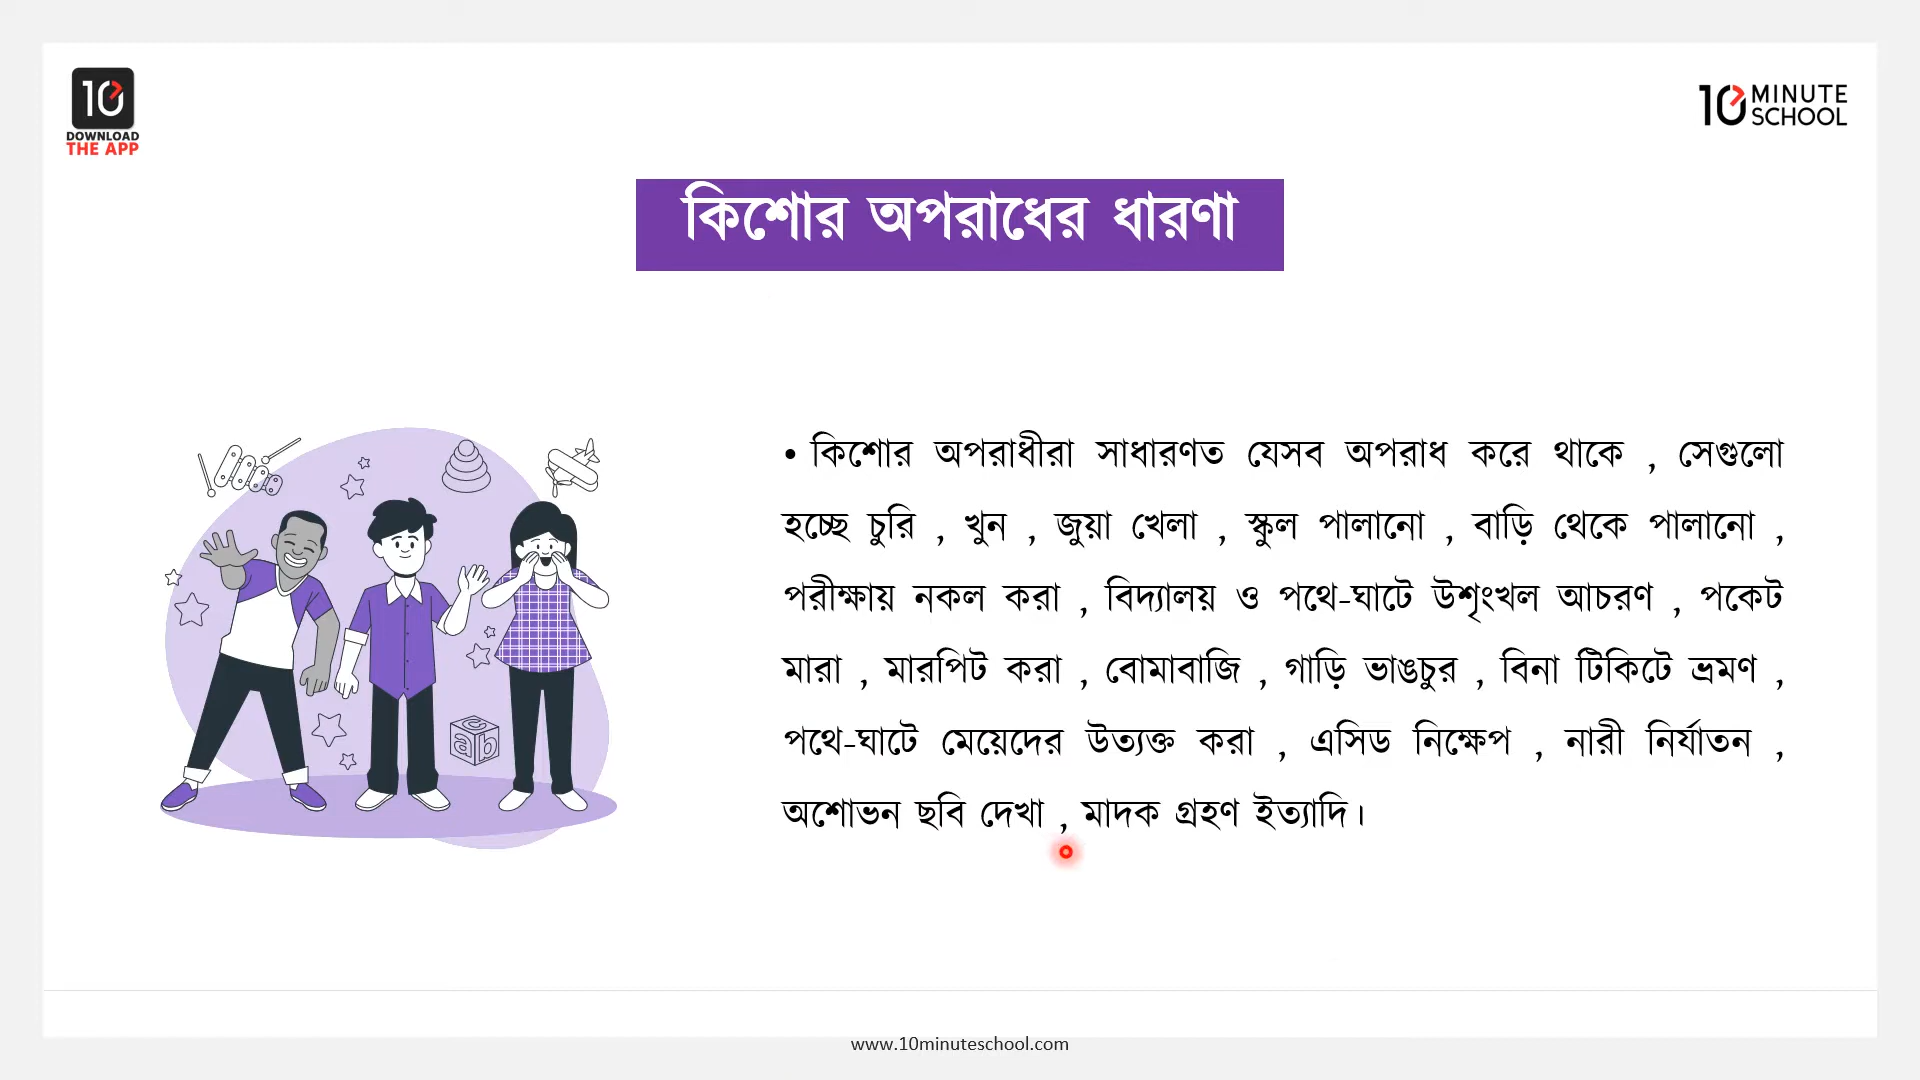 10
DOWNLOAD
THE APP
10 MINUTE
SCHOOL
কিশোর অপরাধের ধারণা
• কিশোর অপরাধীরা সাধারণত যেসব অপরাধ করে থাকে , সেগুলো
হচ্ছে চুরি , খুন , জুয়া খেলা , স্কুল পালানো , বাড়ি থেকে পালানো ,
পরীক্ষায় নকল করা , বিদ্যালয় ও পথে-ঘাটে উশৃংখল আচরণ , পকেট
মারা , মারপিট করা , বোমাবাজি , গাড়ি ভাঙচুর , বিনা টিকিটে ভ্রমণ ,
পথে-ঘাটে মেয়েদের উত্যক্ত করা , এসিড নিক্ষেপ , নারী নির্যাতন ,
অশোভন ছবি দেখা , মাদক গ্রহণ ইত্যাদি।
c
a b
www.10minuteschool.com